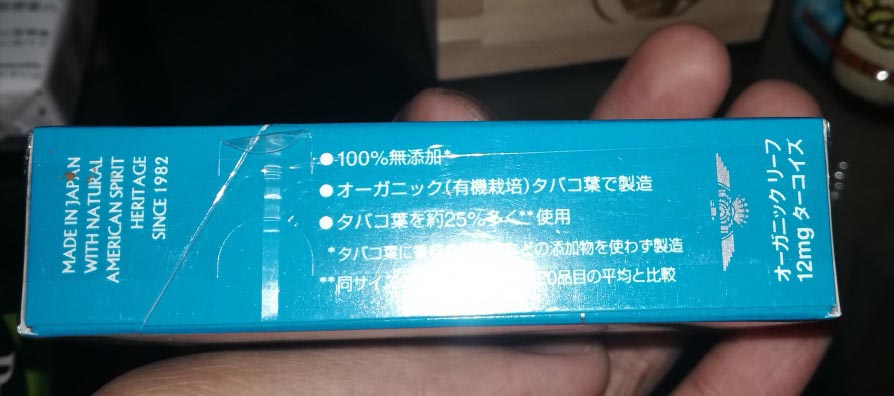 MADE IN JAPAN
WITH NATURAL
AMERICAN SPIRIT
HERITAGE
SINCE 1982
●100%無添加*
●オーガニック(有機栽培)タバコ葉で製造
●タバコ葉を約25%多く**使用
*タバコ葉に の添加物を使わず製造
**同サイズ 20品目の平均と比較
オーガニック リーフ
12mg ターコイズ